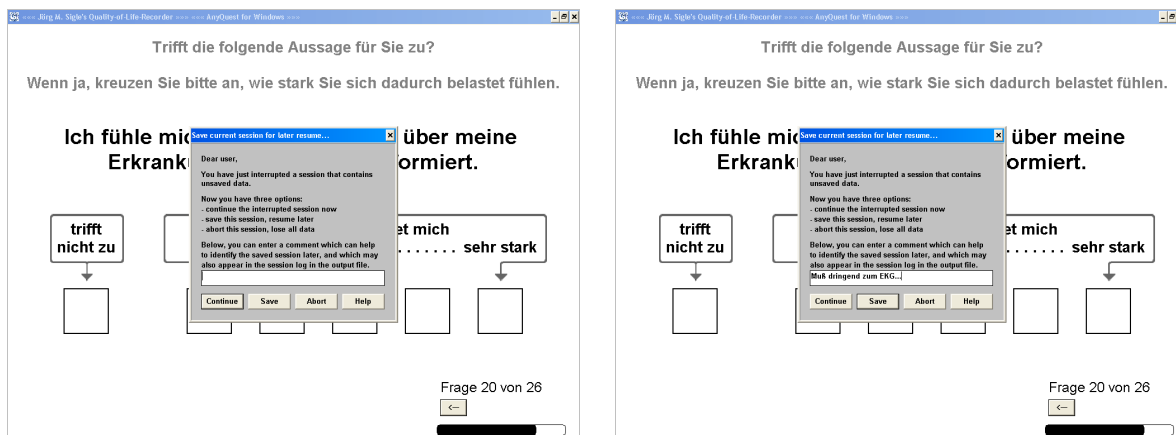 === Jörg M. Sigle's Quality-of-Life-Recorder === === AnyQuest for Windows ===
Trifft die folgende Aussage für Sie zu?
Wenn ja, kreuzen Sie bitte an, wie stark Sie sich dadurch belastet fühlen.
Ich fühle mic über meine
Erkranku ormiert.
Save current session for later resume...
Dear user,
You have just interrupted a session that contains
unsaved data.
Now you have three options:
- continue the interrupted session now
- save this session, resume later
- abort this session, lose all data
Below, you can enter a comment which can help
to identify the saved session later, and which may
also appear in the session log in the output file.
Continue Save Abort Help
trifft
nicht zu
et mich
....... sehr stark
Frage 20 von 26
<--
=== Jörg M. Sigle's Quality-of-Life-Recorder === === AnyQuest for Windows ===
Trifft die folgende Aussage für Sie zu?
Wenn ja, kreuzen Sie bitte an, wie stark Sie sich dadurch belastet fühlen.
Ich fühle mic über meine
Erkranku ormiert.
Save current session for later resume...
Dear user,
You have just interrupted a session that contains
unsaved data.
Now you have three options:
- continue the interrupted session now
- save this session, resume later
- abort this session, lose all data
Below, you can enter a comment which can help
to identify the saved session later, and which may
also appear in the session log in the output file.
Muß dringend zum EKG...
Continue Save Abort Help
trifft
nicht zu
et mich
....... sehr stark
Frage 20 von 26
<--